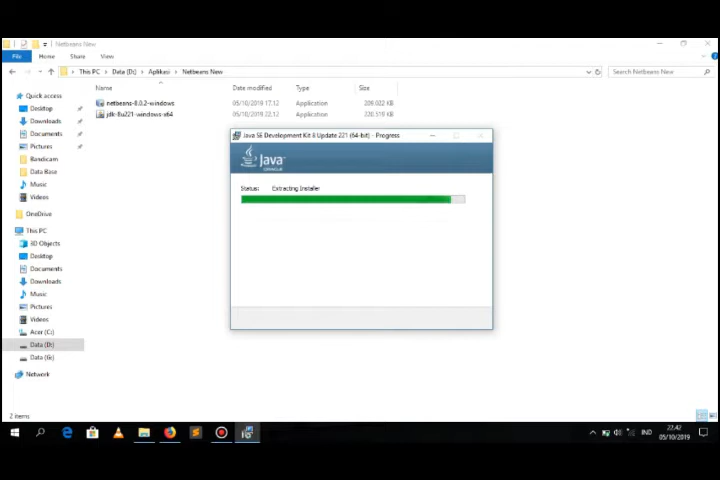 Netbeans New
File
Home
Share
View
This PC > Data (D:) > Aplikasi > Netbeans New
Search Netbeans New
Name
Date modified
Type
Size
netbeans-8.0.2-windows
05/10/2019 17.12
Application
jdk-8u221-windows-x64
05/10/2019 22.12
Application
220.519 KB
Quick access
Desktop
Downloads
Documents
Pictures
Bandicam
Data Base
Music
Videos
OneDrive
This PC
3D Objects
Desktop
Documents
Downloads
Music
Pictures
Videos
Acer (C:)
Data (D:)
Data (G:)
Network
Java SE Development Kit 8 Update 221 (64-bit) - Progress
Java
ORACLE
Status:
Extracting Installer
2 items
IND
22.42
05/10/2019